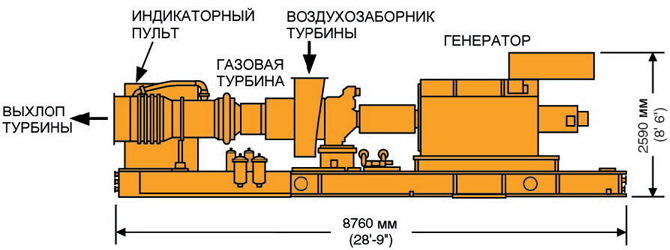 ИНДИКАТОРНЫЙ
ПУЛЬТ
ВОЗДУХОЗАБОРНИК
ТУРБИНЫ
ГАЗОВАЯ
ТУРБИНА
ГЕНЕРАТОР
ВЫХЛОП
ТУРБИНЫ
2590 мм
(8' 6")
8760 мм
(28'-9")